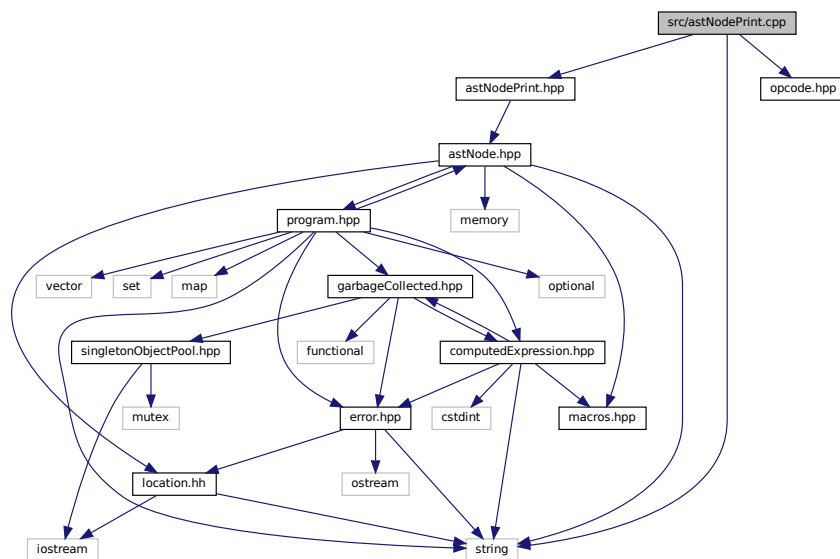 src/astNodePrint.cpp
astNodePrint.hpp
opcode.hpp
astNode.hpp
program.hpp
memory
vector
set
map
garbageCollected.hpp
optional
singletonObjectPool.hpp
functional
computedExpression.hpp
mutex
error.hpp
cstdint
macros.hpp
location.hh
ostream
iostream
string